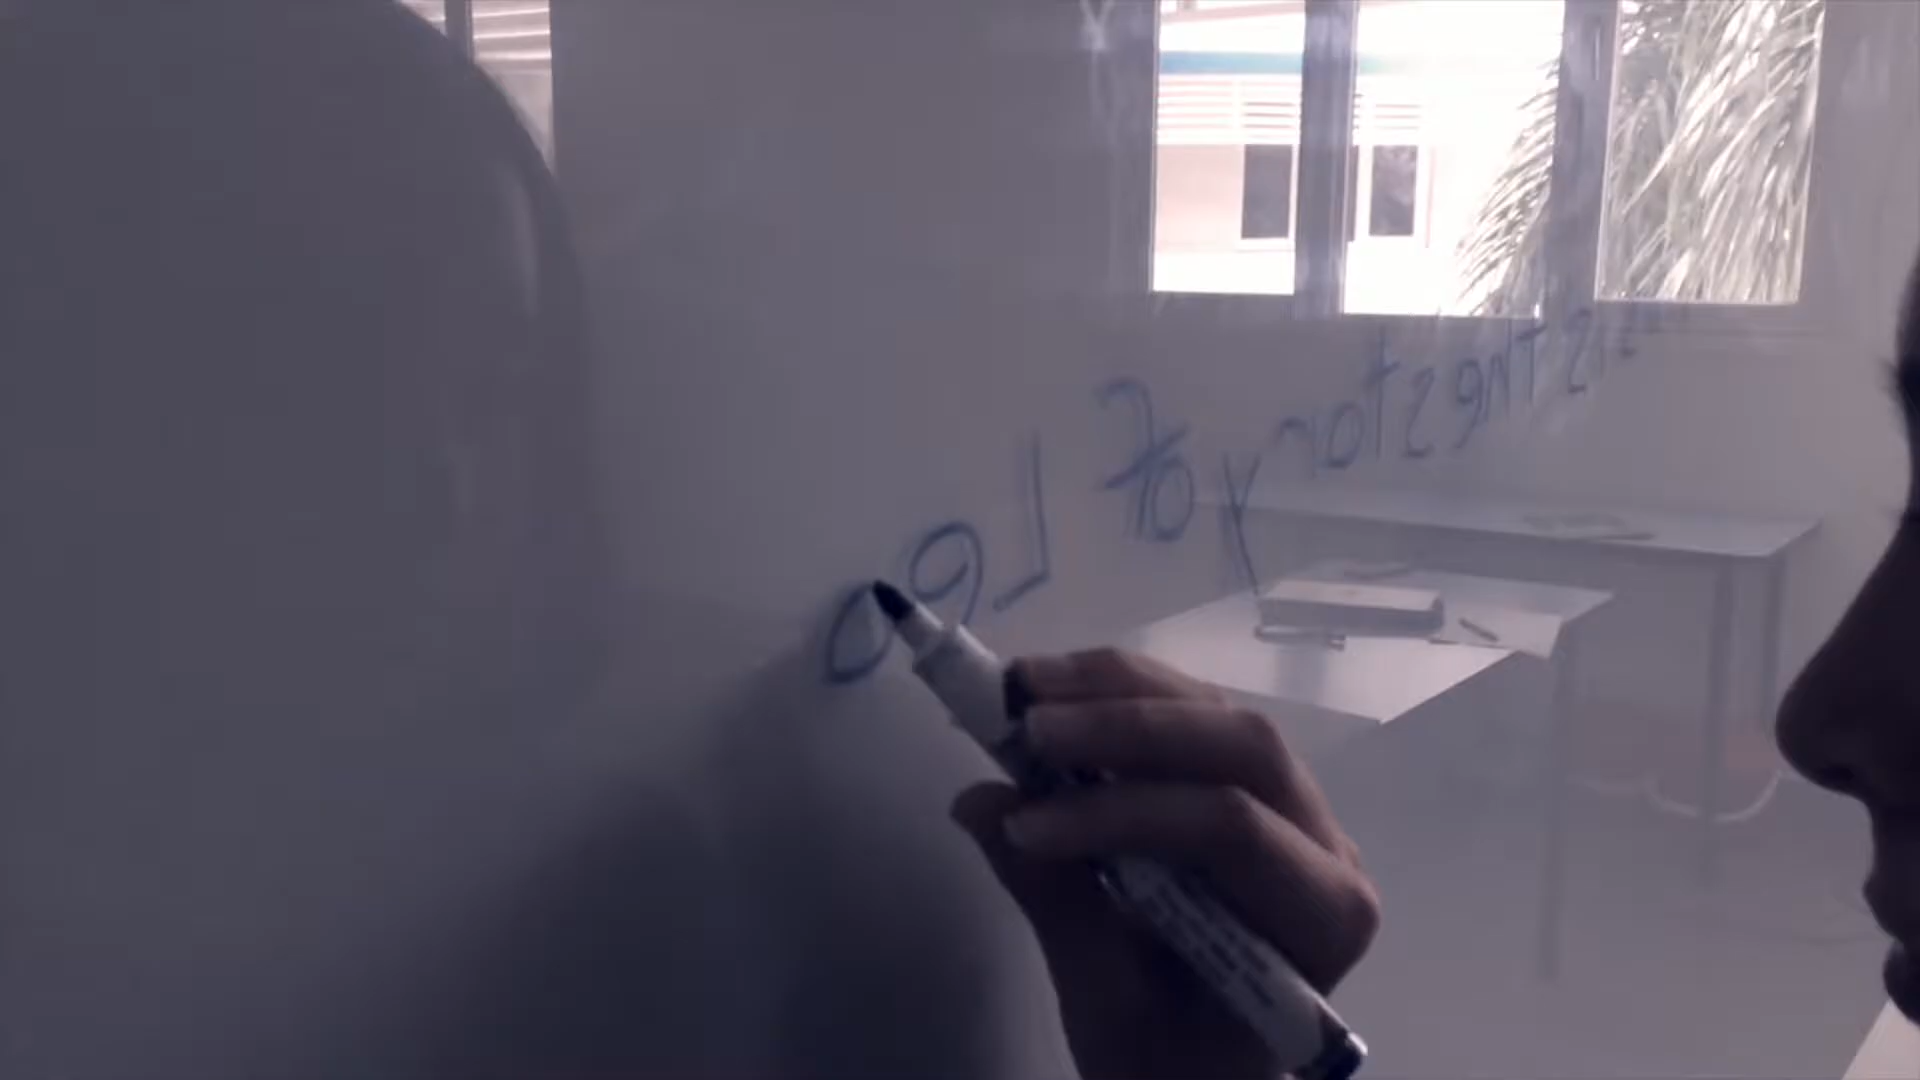 is The story of Leo